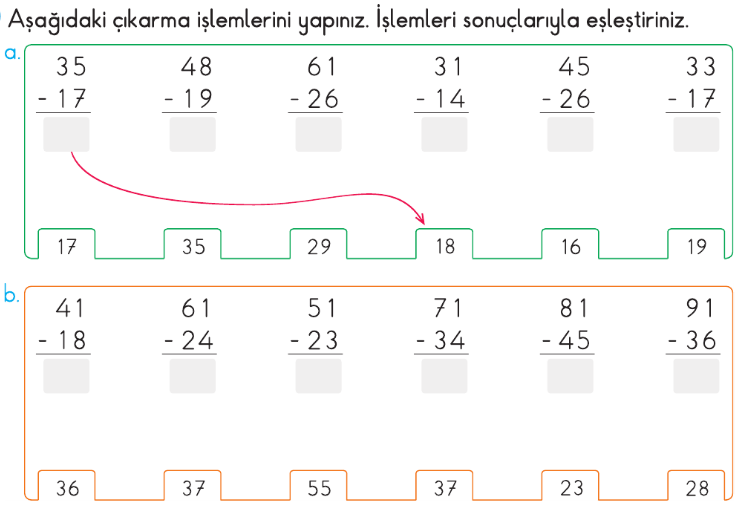 Aşağıdaki çıkarma işlemlerini yapınız. İşlemleri sonuçlarıyla eşleştiriniz.
a.
35 48 61 31 45 33
- 17 - 19 - 26 - 14 - 26 - 17
17 35 29 18 16 19
b.
41 61 51 71 81 91
- 18 - 24 - 23 - 34 - 45 - 36
36 37 55 37 23 28